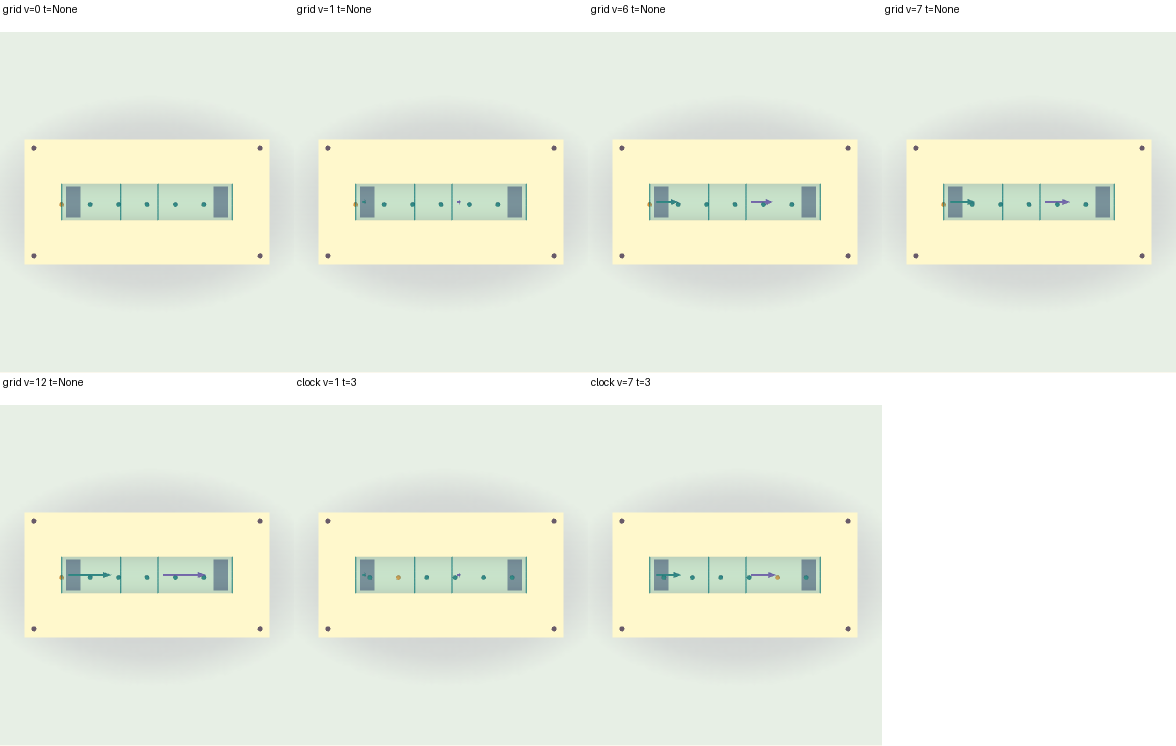 grid v=0 t=None
grid v=1 t=None
grid v=6 t=None
grid v=7 t=None
grid v=12 t=None
clock v=1 t=3
clock v=7 t=3